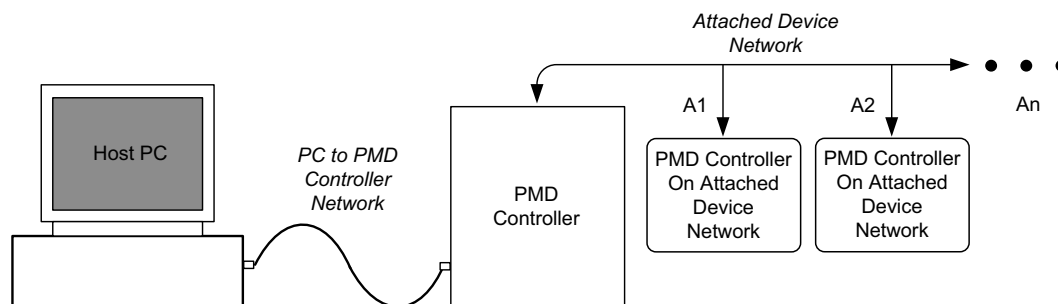 Attached Device
Network
A1
A2
An
Host PC
PC to PMD
Controller
Network
PMD
Controller
PMD Controller
On Attached
Device
Network
PMD Controller
On Attached
Device
Network